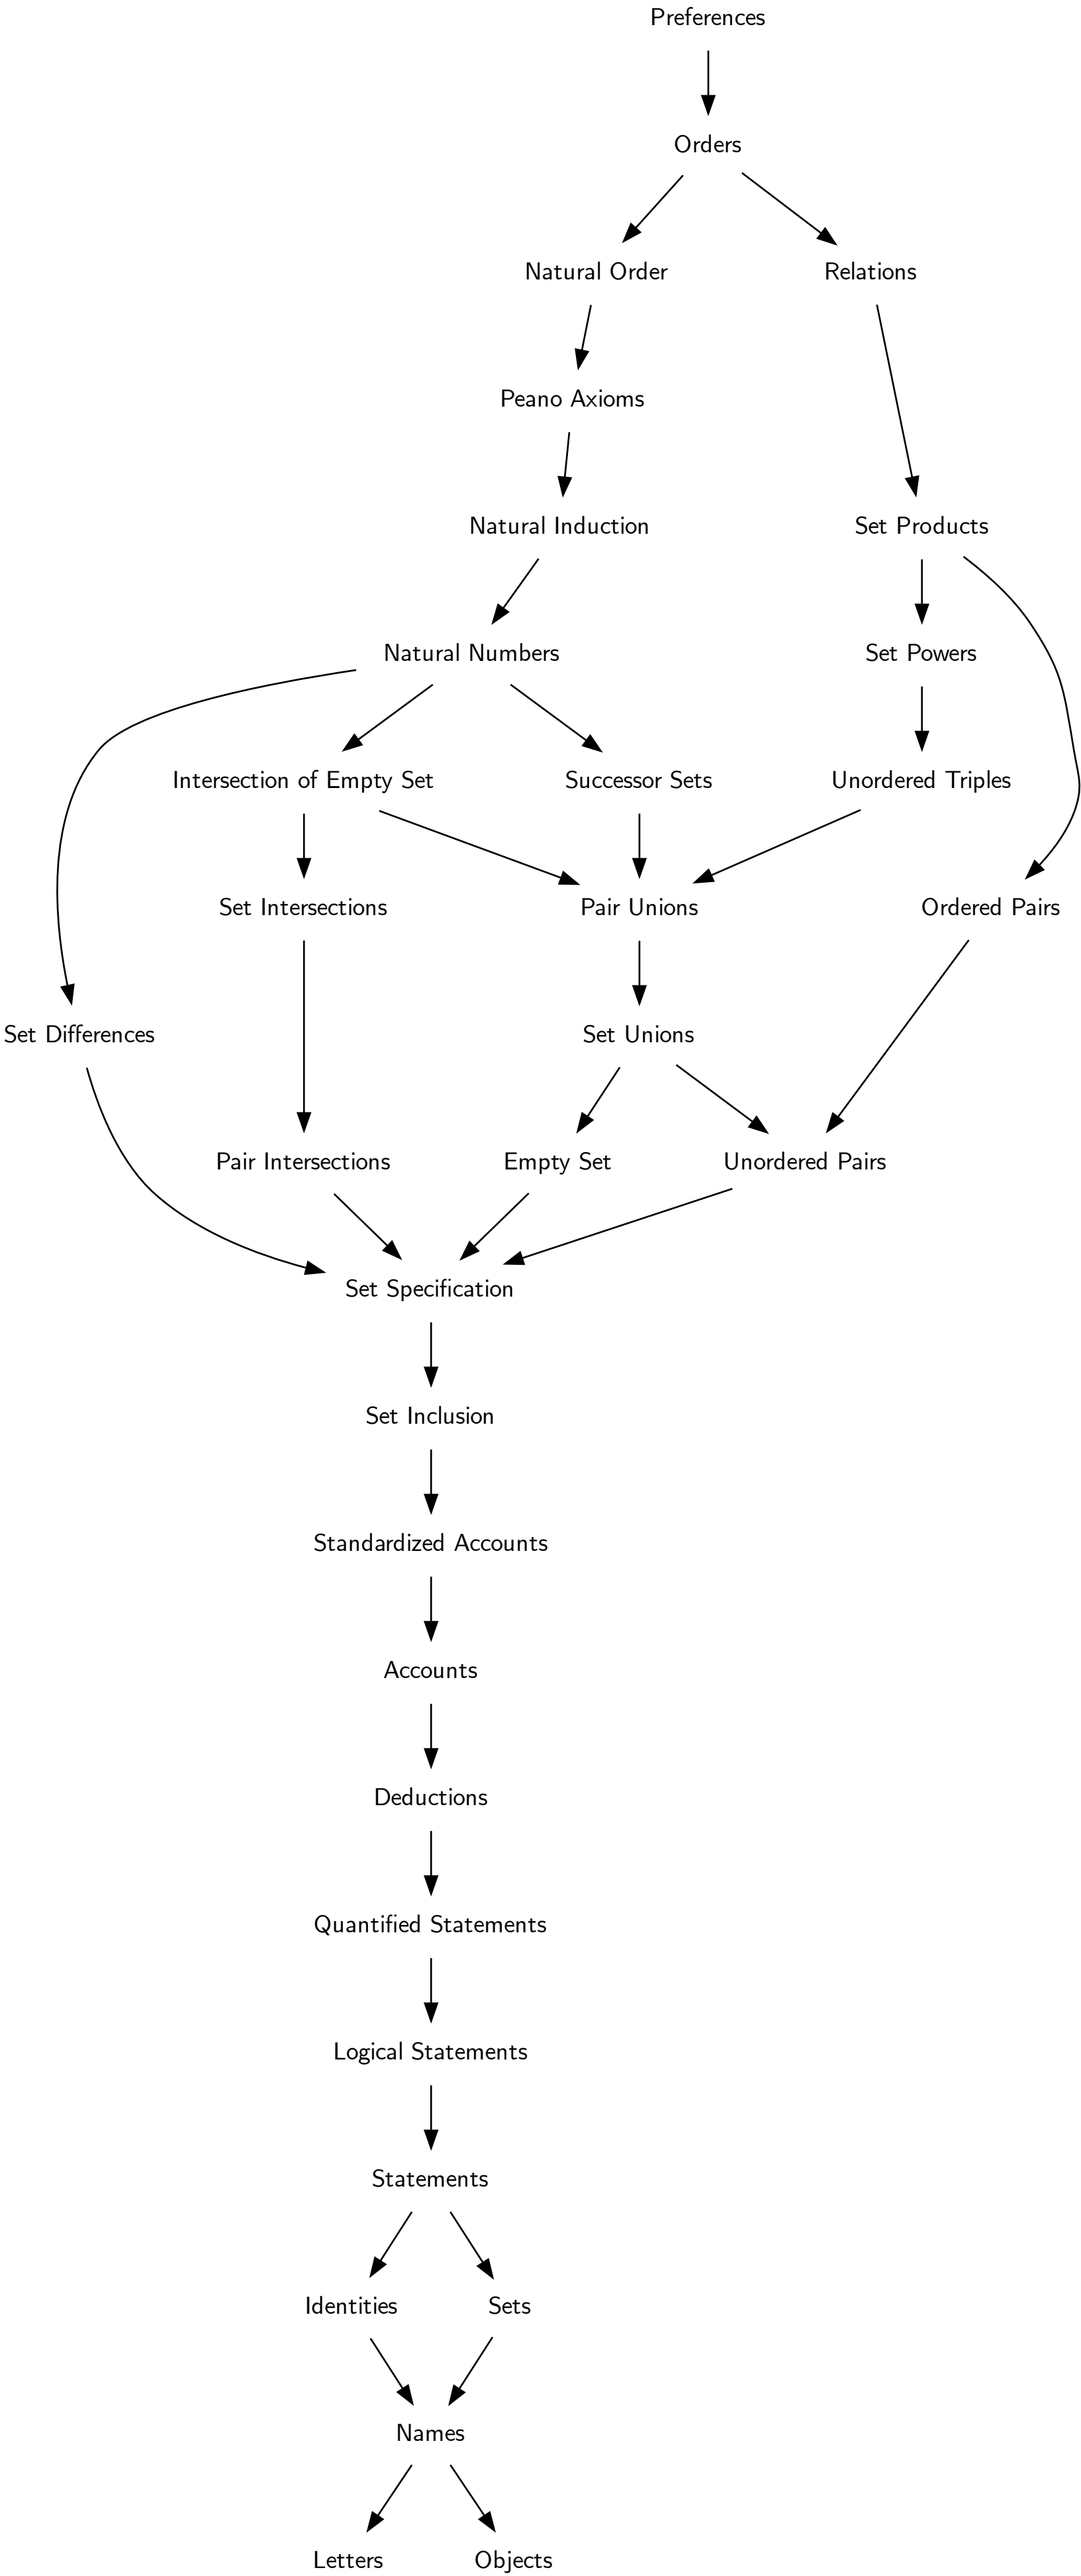 Preferences
Orders
Natural Order
Relations
Peano Axioms
Natural Induction
Set Products
Natural Numbers
Set Powers
Intersection of Empty Set
Successor Sets
Unordered Triples
Set Intersections
Pair Unions
Ordered Pairs
Set Differences
Set Unions
Pair Intersections
Empty Set
Unordered Pairs
Set Specification
Set Inclusion
Standardized Accounts
Accounts
Deductions
Quantified Statements
Logical Statements
Statements
Identities
Sets
Names
Letters
Objects